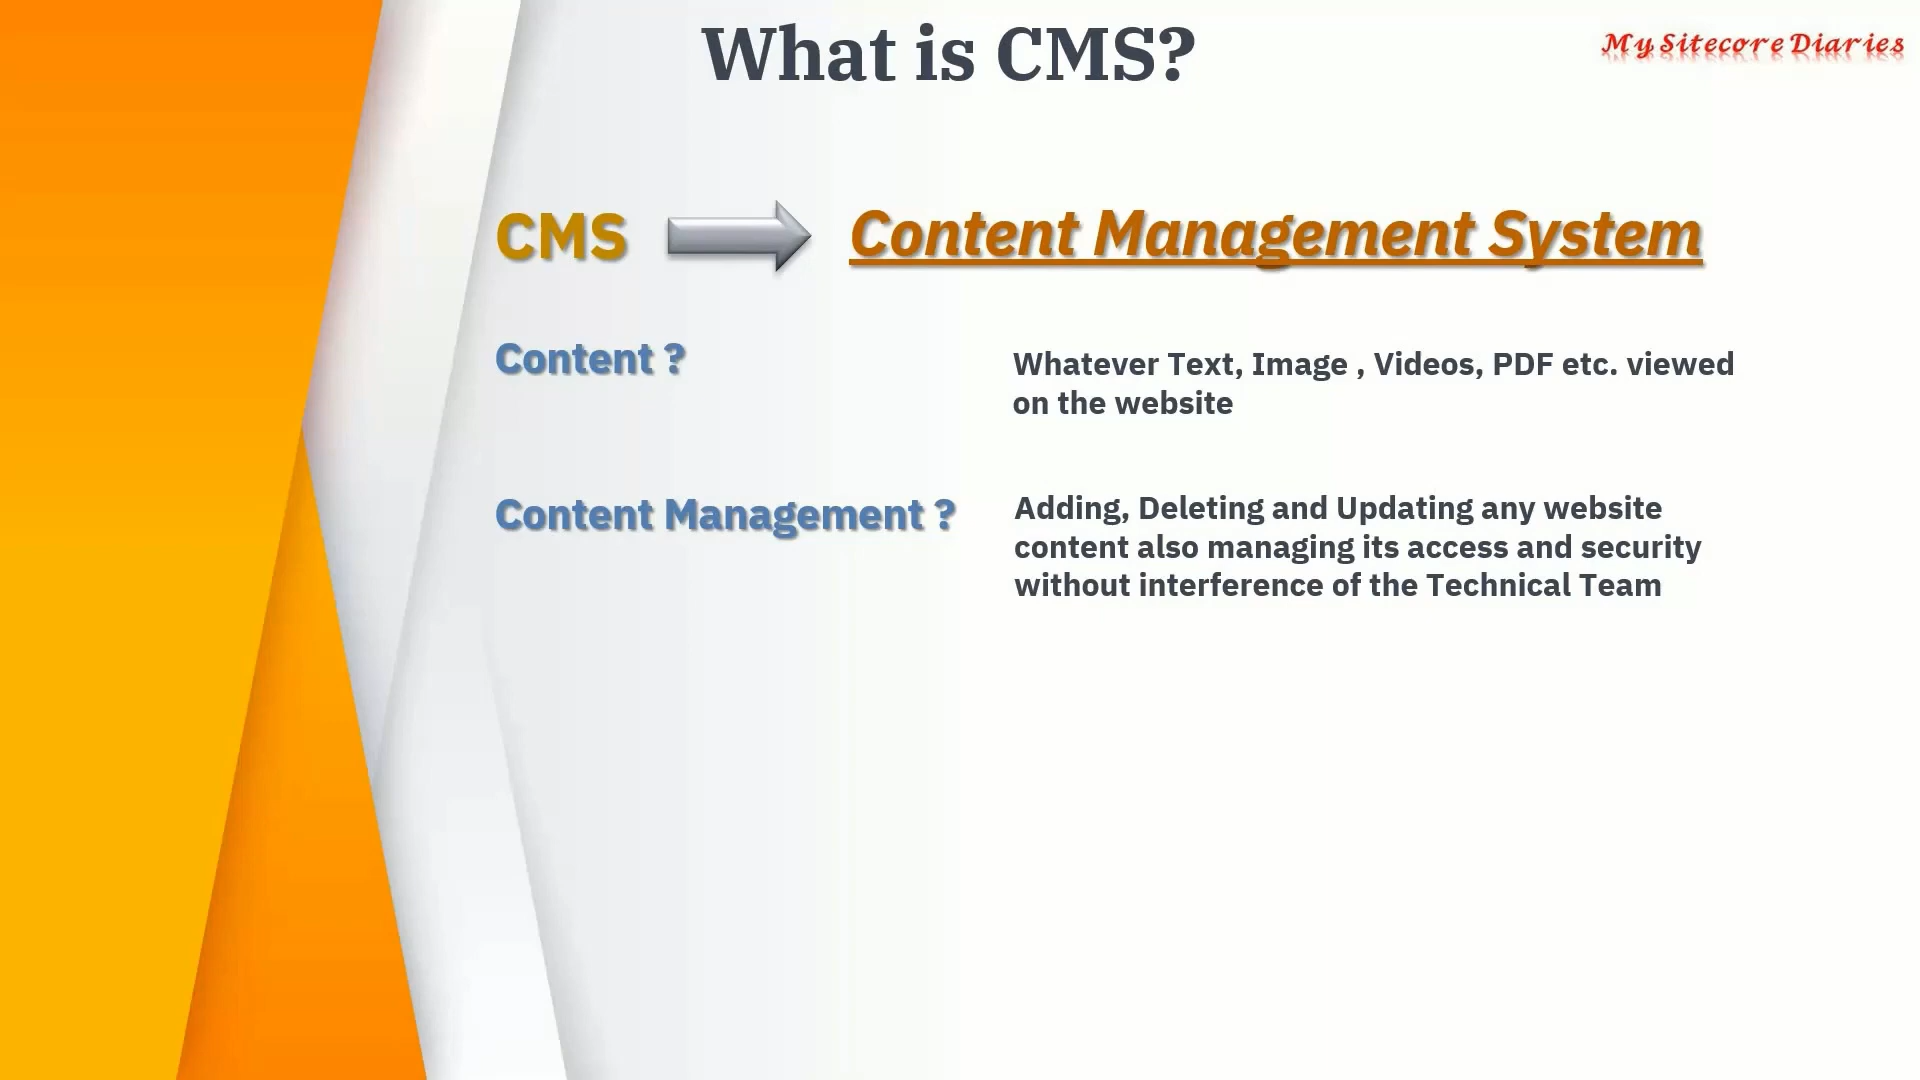 What is CMS?
My Sitecore Diaries
CMS
Content Management System
Content ?
Whatever Text, Image , Videos, PDF etc. viewed
on the website
Content Management ?
Adding, Deleting and Updating any website
content also managing its access and security
without interference of the Technical Team